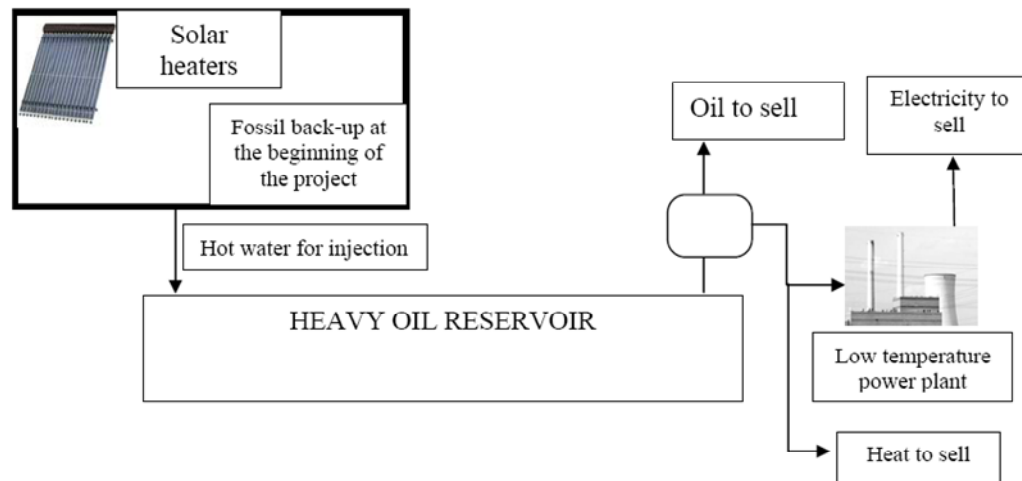 Solar
heaters
Fossil back-up at
the beginning of
the project
Hot water for injection
HEAVY OIL RESERVOIR
Oil to sell
Electricity to
sell
Low temperature
power plant
Heat to sell